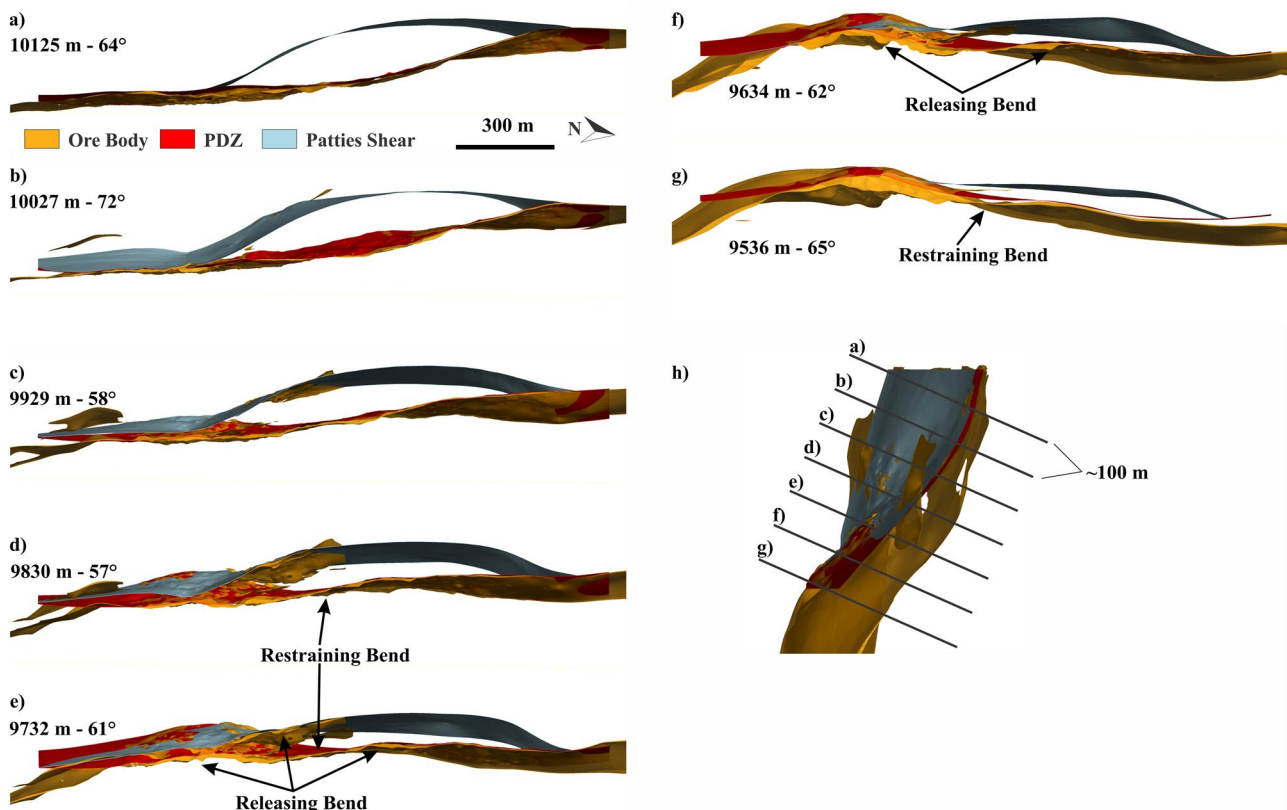 a)
10125 m - 64°
Ore Body
PDZ
Patties Shear
300 m
N
b)
10027 m - 72°
c)
9929 m - 58°
d)
9830 m - 57°
Restraining Bend
e)
9732 m - 61°
Releasing Bend
f)
9634 m - 62°
Releasing Bend
g)
9536 m - 65°
Restraining Bend
h)
a)
b)
c)
d)
e)
f)
g)
~100 m